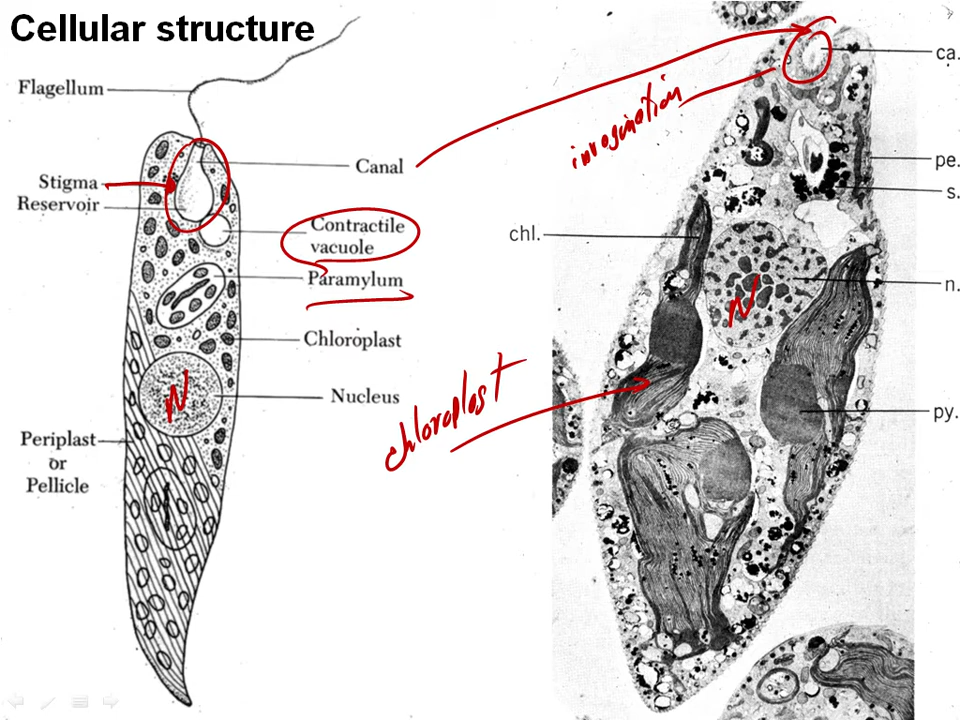 Cellular structure
Flagellum
Stigma
Reservoir
Canal
Contractile
vacuole
Paramylum
Chloroplast
Nucleus
N
Periplast
or
Pellicle
chloroplast
invagination
ca.
pe.
s.
chl.
n.
N
py.